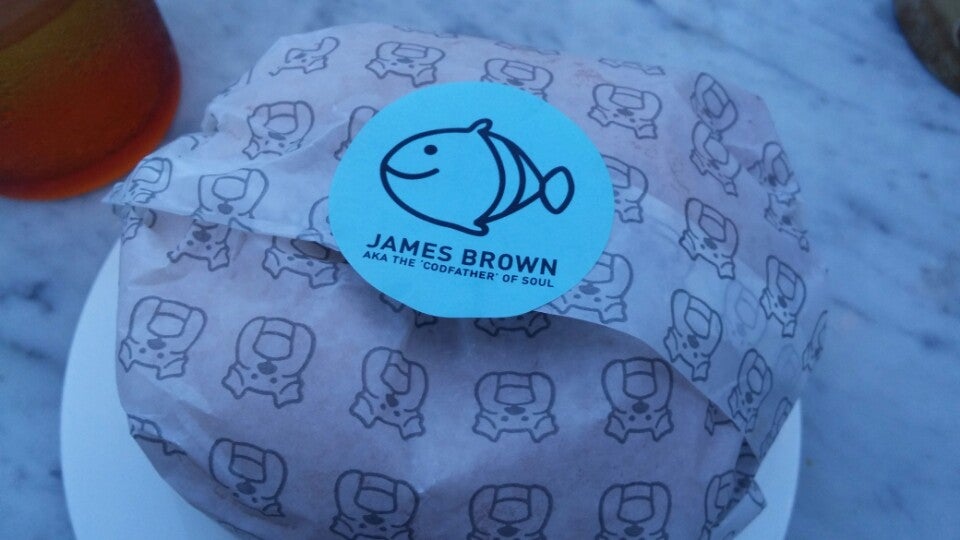 JAMES BROWN
AKA THE 'CODFATHER' OF SOUL